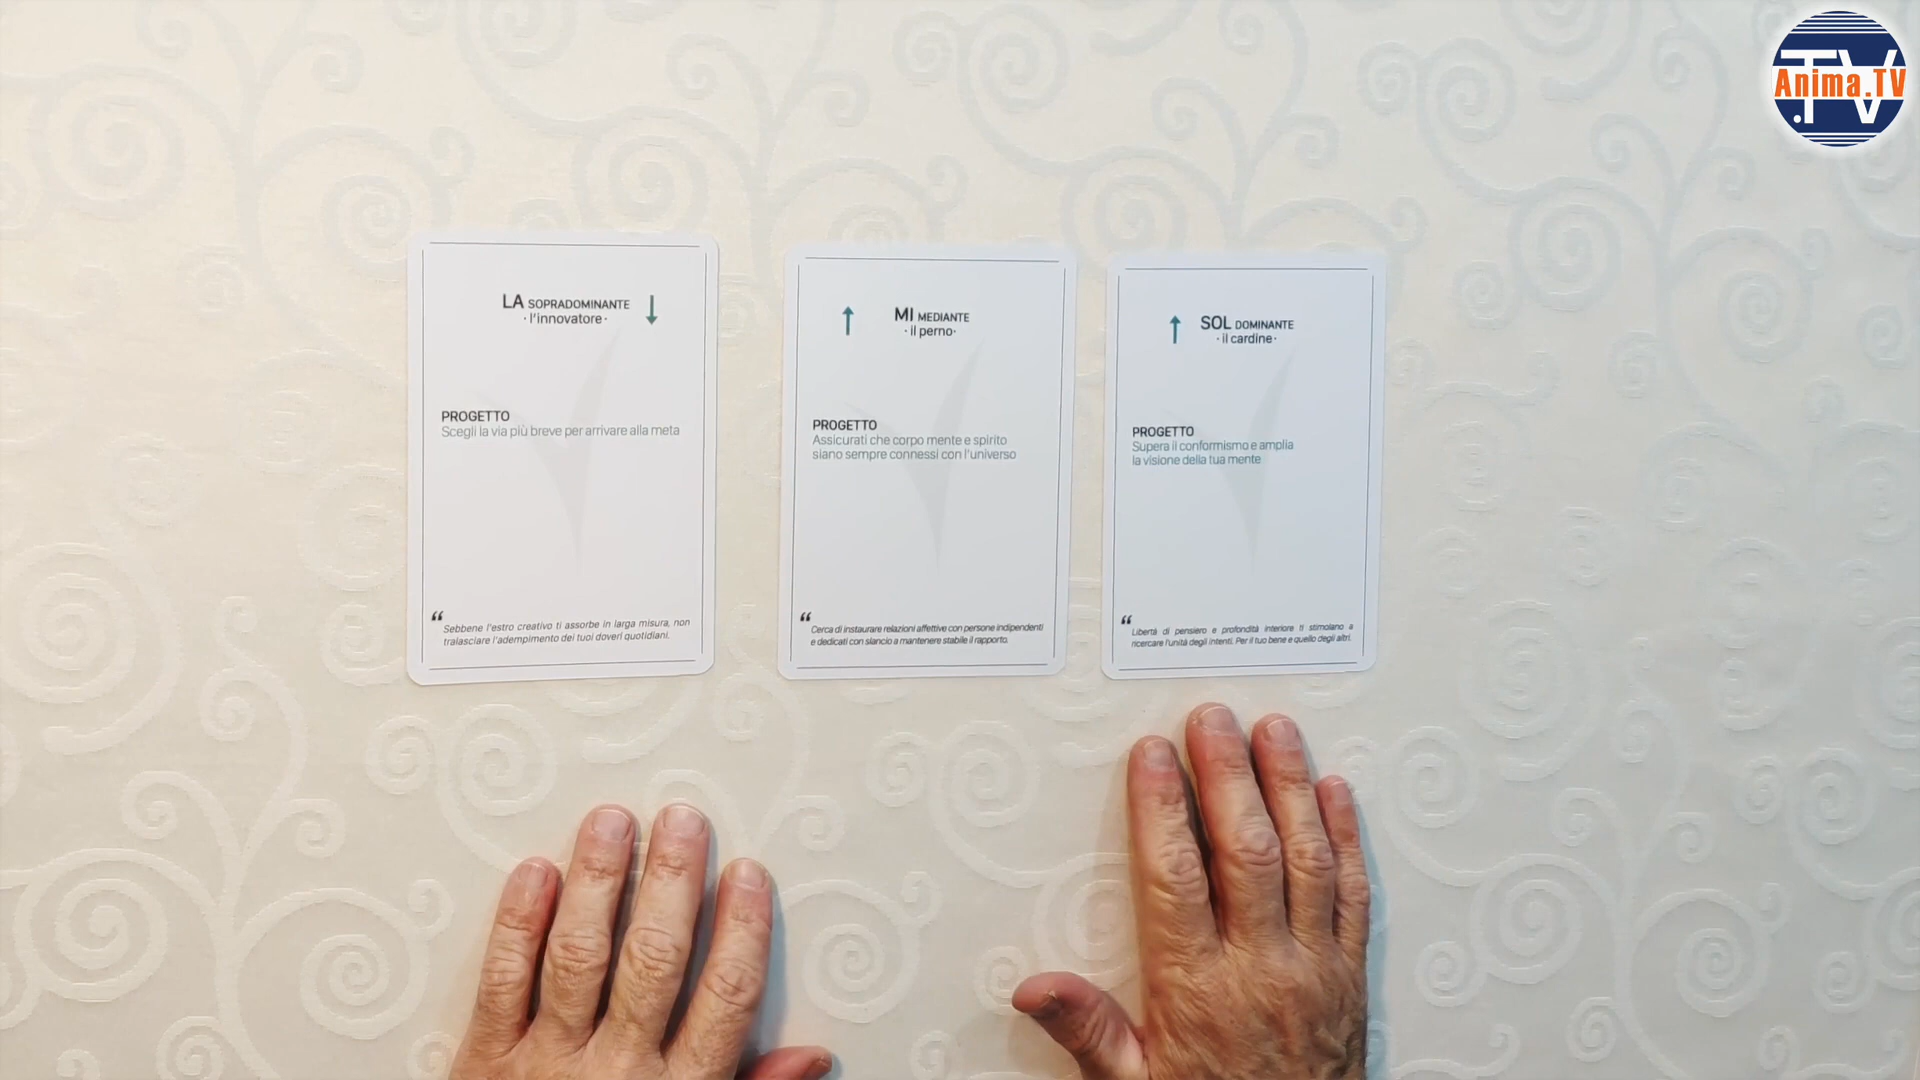 .TV
Anima.TV
LA SOPRADOMINANTE ↓
· l'innovatore ·
PROGETTO
Scegli la via più breve per arrivare alla meta
“ Sebbene l'estro creativo ti assorbe in larga misura, non
tralasciare l'adempimento dei tuoi doveri quotidiani.
↑ MI MEDIANTE
· il perno ·
PROGETTO
Assicurati che corpo mente e spirito
siano sempre connessi con l'universo
“ Cerca di instaurare relazioni affettive con persone indipendenti
e dedicati con slancio a mantenere stabile il rapporto.
↑ SOL DOMINANTE
· il cardine ·
PROGETTO
Supera il conformismo e amplia
la visione della tua mente
“ Libertà di pensiero e profondità interiore ti stimolano a
ricercare l'unità degli intenti. Per il tuo bene e quello degli altri.